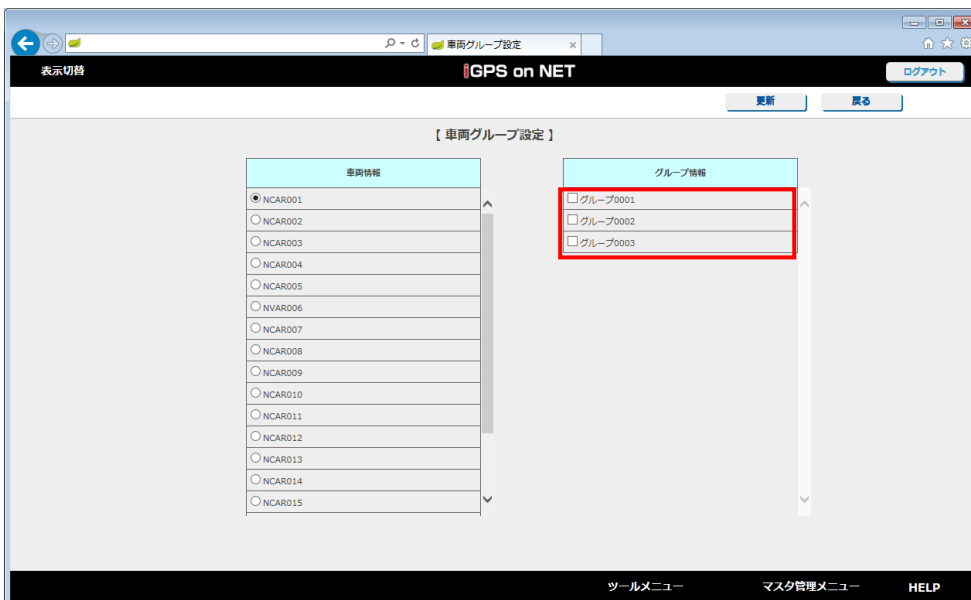 車両グループ設定
表示切替
iGPS on NET
ログアウト
更新
戻る
【 車両グループ設定 】
車両情報
NCAR001
NCAR002
NCAR003
NCAR004
NCAR005
NVAR006
NCAR007
NCAR008
NCAR009
NCAR010
NCAR011
NCAR012
NCAR013
NCAR014
NCAR015
グループ情報
グループ0001
グループ0002
グループ0003
ツールメニュー
マスタ管理メニュー
HELP